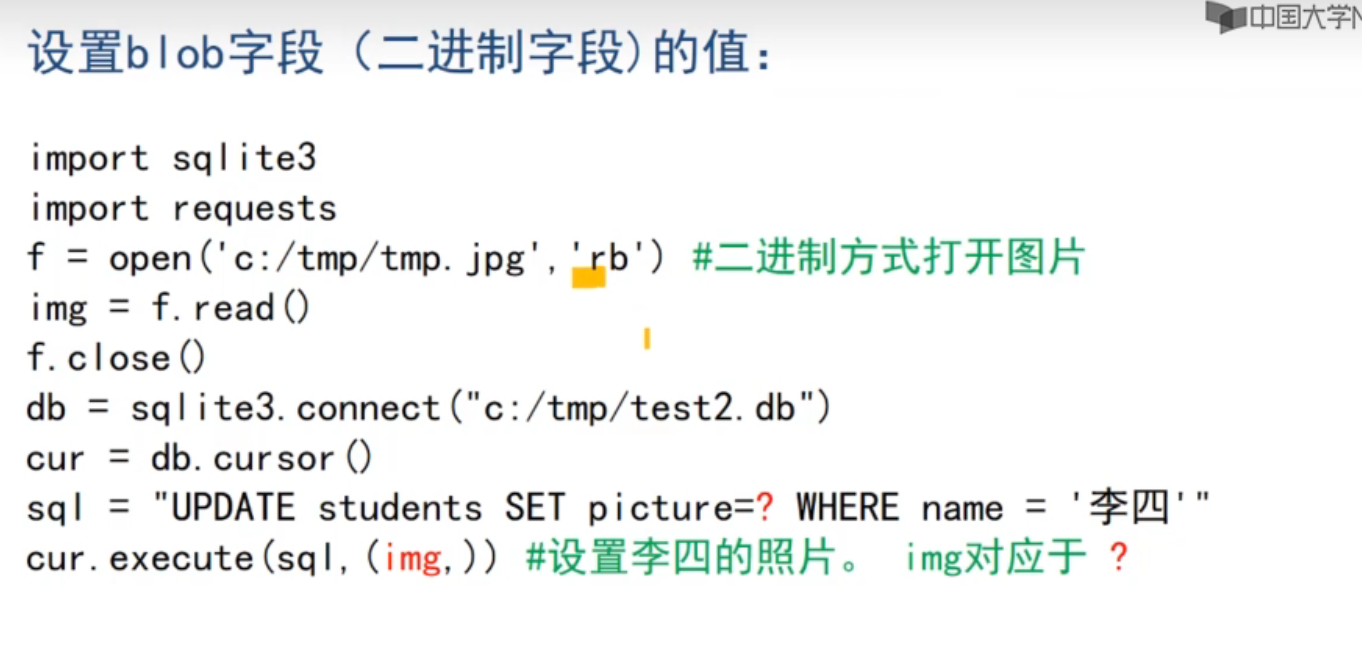 中国大学M
设置blob字段（二进制字段)的值：
import sqlite3
import requests
f = open('c:/tmp/tmp.jpg','rb') #二进制方式打开图片
img = f.read()
f.close()
db = sqlite3.connect("c:/tmp/test2.db")
cur = db.cursor()
sql = "UPDATE students SET picture=? WHERE name = '李四'"
cur.execute(sql,(img,)) #设置李四的照片。 img对应于 ?